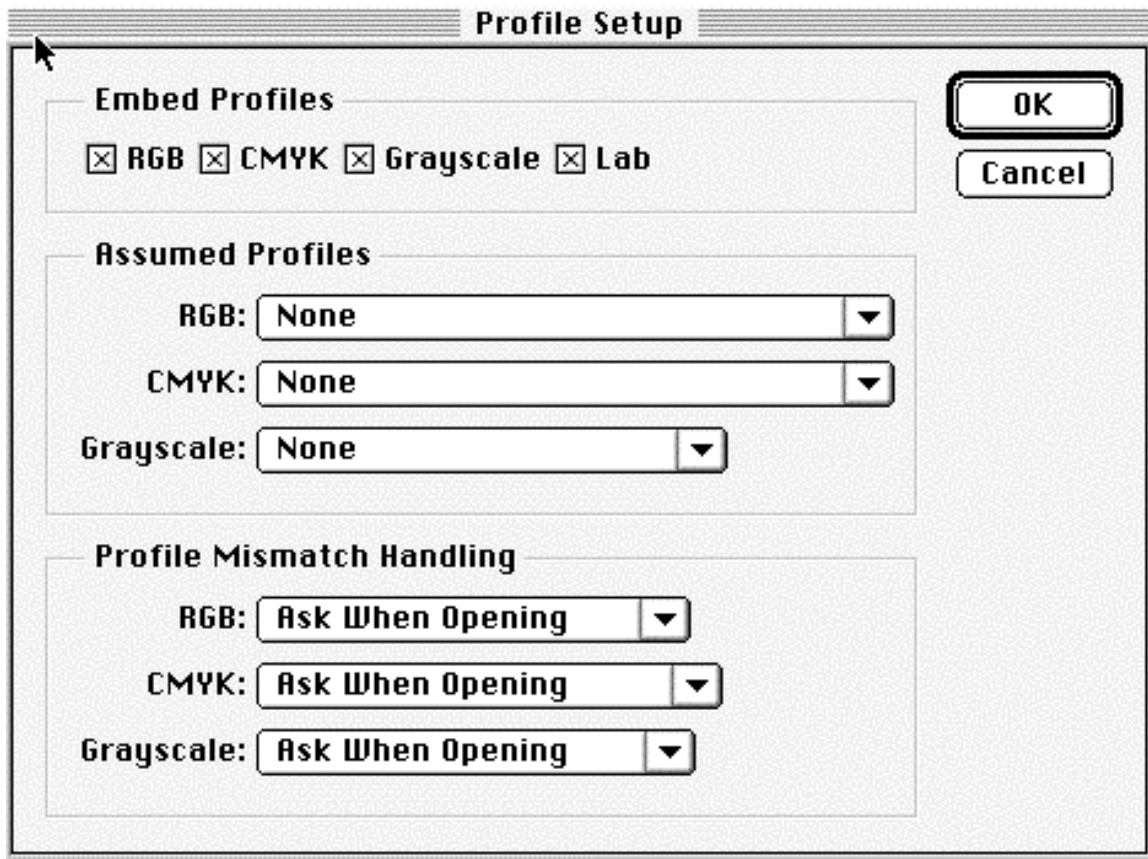 Profile Setup
Embed Profiles
OK
RGB CMYK Grayscale Lab
Cancel
Assumed Profiles
RGB: None
CMYK: None
Grayscale: None
Profile Mismatch Handling
RGB: Ask When Opening
CMYK: Ask When Opening
Grayscale: Ask When Opening